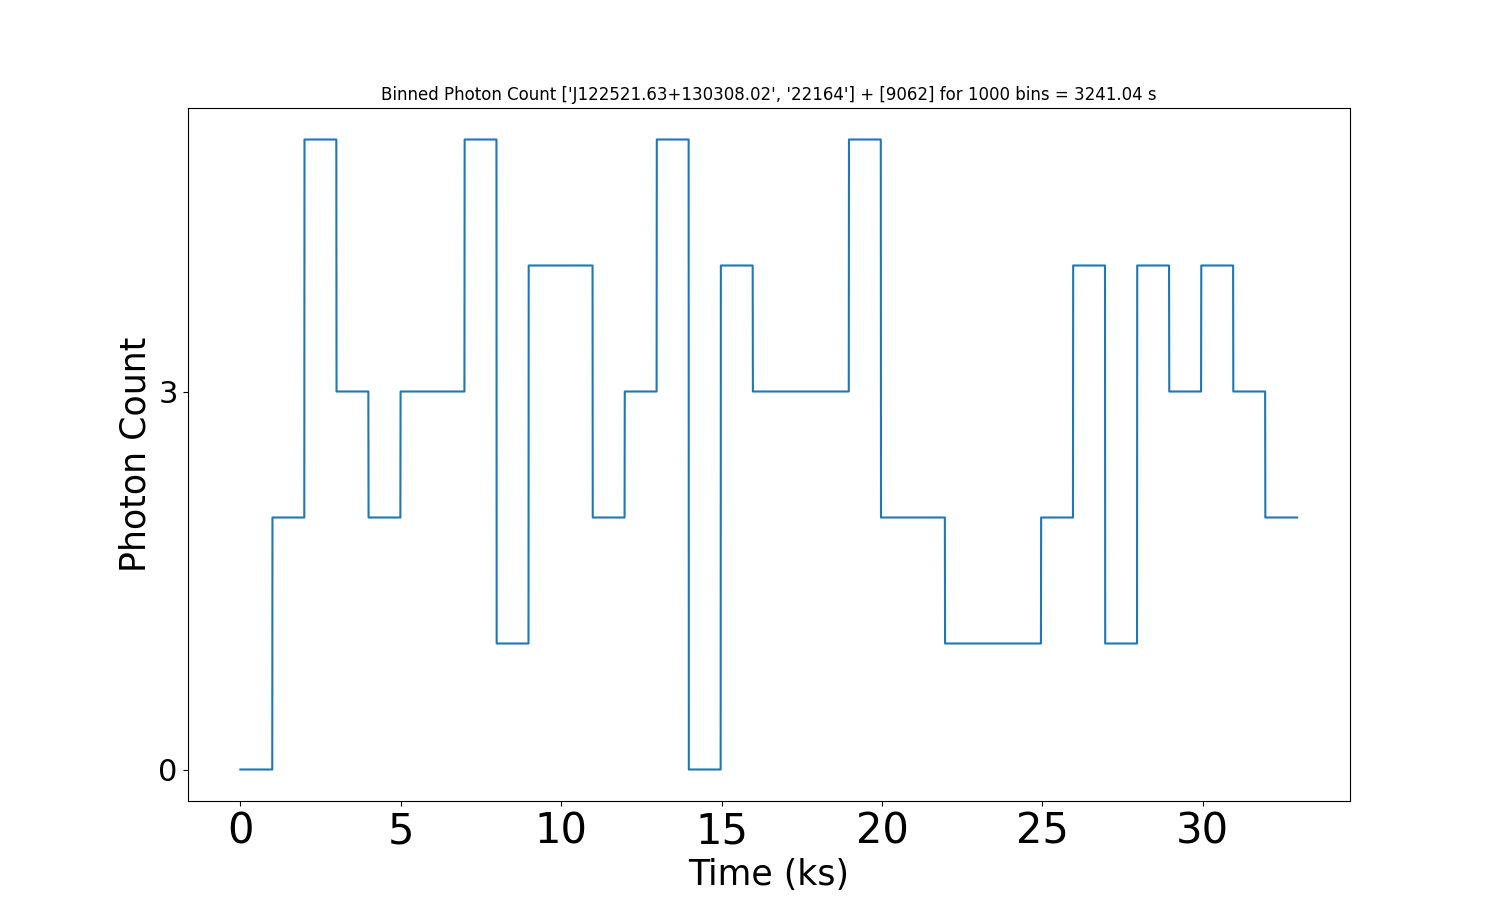 Binned Photon Count ['J122521.63+130308.02', '22164'] + [9062] for 1000 bins = 3241.04 s
Photon Count
3
0
0 5 10 15 20 25 30
Time (ks)